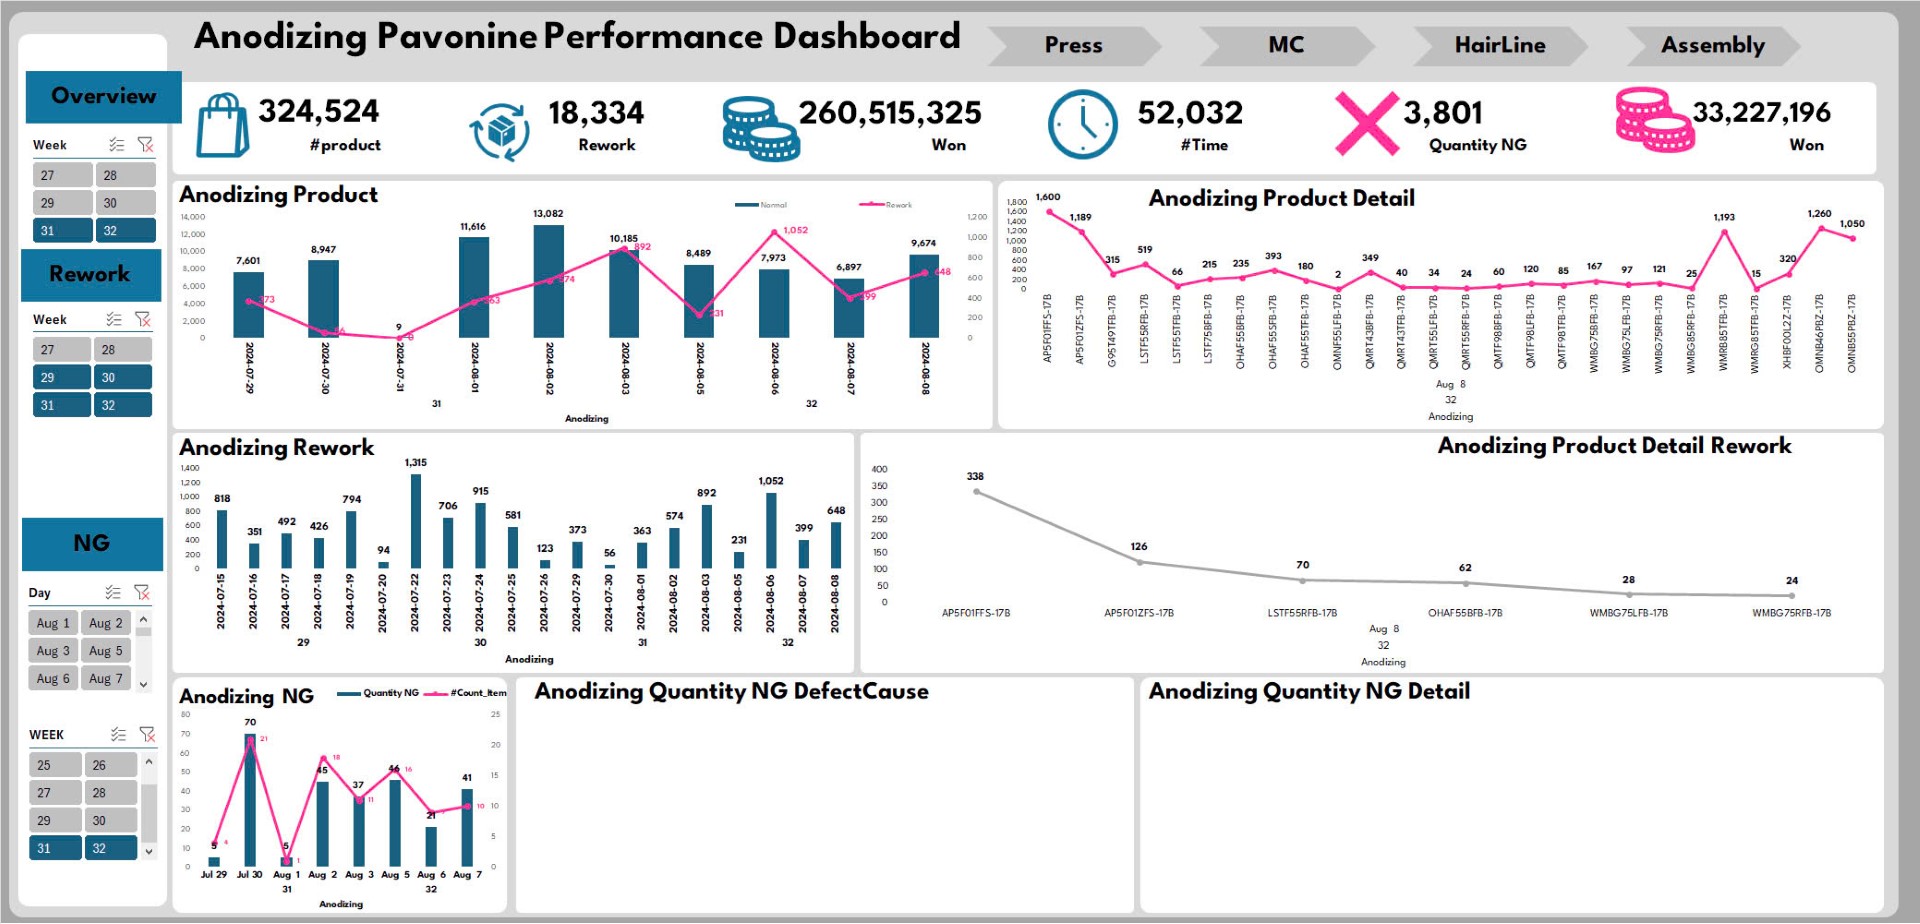 Anodizing Pavonine Performance Dashboard
Press
MC
HairLine
Assembly
Overview
Week
27 28
29 30
31 32
Rework
Week
27 28
29 30
31 32
NG
Day
Aug 1 Aug 2
Aug 3 Aug 5
Aug 6 Aug 7
WEEK
25 26
27 28
29 30
31 32
324,524
#product
18,334
Rework
260,515,325
Won
52,032
#Time
3,801
Quantity NG
33,227,196
Won
Anodizing Product
Normal Rework
14,000
12,000
10,000
8,000
6,000
4,000
2,000
0
1,200
1,000
800
600
400
200
0
7,601 8,947 9 11,616 13,082 10,185 8,489 7,973 6,897 9,674
373 56 0 363 574 892 231 1,052 399 648
2024-07-29 2024-07-30 2024-07-31 2024-08-01 2024-08-02 2024-08-03 2024-08-05 2024-08-06 2024-08-07 2024-08-08
31 32
Anodizing
Anodizing Product Detail
1,800
1,600
1,400
1,200
1,000
800
600
400
200
0
1,600 1,189 315 519 66 215 235 393 180 2 349 40 34 24 60 120 85 167 97 121 25 1,193 15 320 1,260 1,050
AP5F01FFS-17B AP5F01ZFS-17B G95T49TFB-17B LSTF55RFB-17B LSTF55TFB-17B LSTF75BFB-17B OHAF55BFB-17B OHAF55SFB-17B OHAF55TFB-17B OMNF55LFB-17B QMRT43BFB-17B QMRT43TFB-17B QMRT55LFB-17B QMRT55RFB-17B QMTF98BFB-17B QMTF98LFB-17B QMTF98TFB-17B WMBG75BFB-17B WMBG75LFB-17B WMBG75RFB-17B WMBG85RFB-17B WMRB85TFB-17B WMRG85TFB-17B XHBF00L2Z-17B OMNB46PBZ-17B OMNB55PBZ-17B
Aug 8
32
Anodizing
Anodizing Rework
1,400
1,200
1,000
800
600
400
200
0
818 351 492 426 794 94 1,315 706 915 581 123 373 56 363 574 892 231 1,052 399 648
2024-07-15 2024-07-16 2024-07-17 2024-07-18 2024-07-19 2024-07-20 2024-07-22 2024-07-23 2024-07-24 2024-07-25 2024-07-26 2024-07-29 2024-07-30 2024-08-01 2024-08-02 2024-08-03 2024-08-05 2024-08-06 2024-08-07 2024-08-08
29 30 31 32
Anodizing
Anodizing Product Detail Rework
400
350
300
250
200
150
100
50
0
338 126 70 62 28 24
AP5F01FFS-17B AP5F01ZFS-17B LSTF55RFB-17B OHAF55BFB-17B WMBG75LFB-17B WMBG75RFB-17B
Aug 8
32
Anodizing
Anodizing NG
Quantity NG #Count_Item
80
70
60
50
40
30
20
10
0
25
20
15
10
5
0
5 70 5 45 37 46 21 41
4 21 1 18 11 16 10
Jul 29 Jul 30 Aug 1 Aug 2 Aug 3 Aug 5 Aug 6 Aug 7
31 32
Anodizing
Anodizing Quantity NG DefectCause
Anodizing Quantity NG Detail